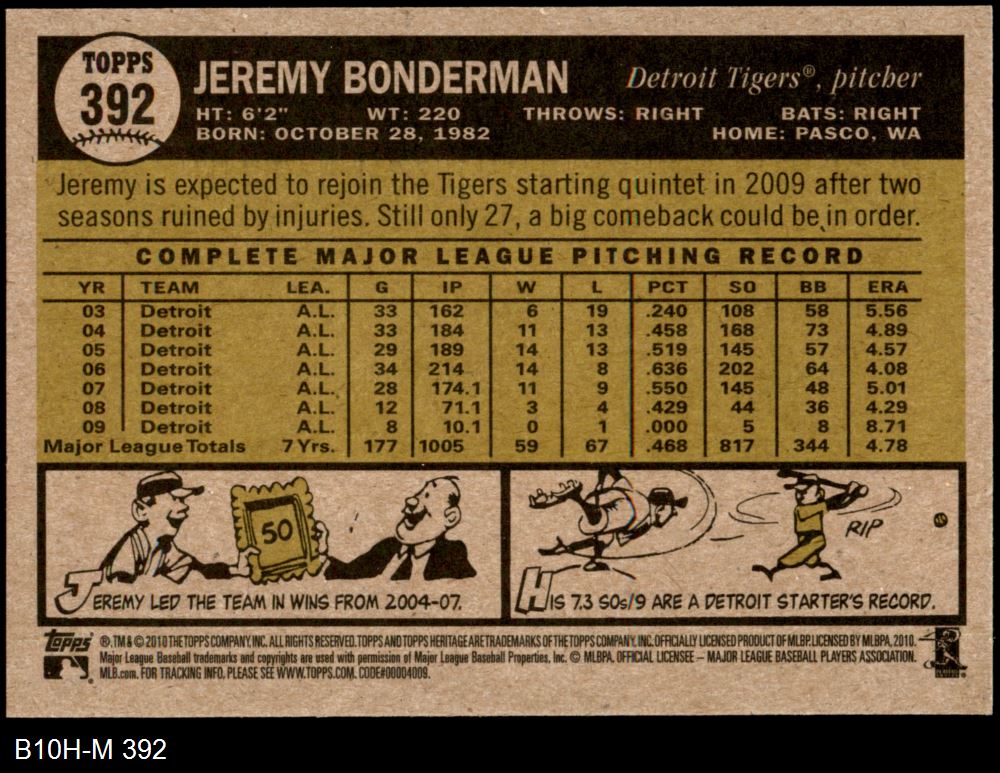 TOPPS
392
JEREMY BONDERMAN
Detroit Tigers®, pitcher
HT: 6'2" WT: 220 THROWS: RIGHT BATS: RIGHT
BORN: OCTOBER 28, 1982 HOME: PASCO, WA
Jeremy is expected to rejoin the Tigers starting quintet in 2009 after two
seasons ruined by injuries. Still only 27, a big comeback could be in order.
COMPLETE MAJOR LEAGUE PITCHING RECORD
YR TEAM LEA. G IP W L PCT SO BB ERA
03 Detroit A.L. 33 162 6 19 .240 108 58 5.56
04 Detroit A.L. 33 184 11 13 .458 168 73 4.89
05 Detroit A.L. 29 189 14 13 .519 145 57 4.57
06 Detroit A.L. 34 214 14 8 .636 202 64 4.08
07 Detroit A.L. 28 174.1 11 9 .550 145 48 5.01
08 Detroit A.L. 12 71.1 3 4 .429 44 36 4.29
09 Detroit A.L. 8 10.1 0 1 .000 5 8 8.71
Major League Totals 7 Yrs. 177 1005 59 67 .468 817 344 4.78
50
JEREMY LED THE TEAM IN WINS FROM 2004-07.
RIP
HIS 7.3 SOs/9 ARE A DETROIT STARTER'S RECORD.
Topps ®, TM & © 2010 THE TOPPS COMPANY, INC. ALL RIGHTS RESERVED. TOPPS AND TOPPS HERITAGE ARE TRADEMARKS OF THE TOPPS COMPANY, INC. OFFICIALLY LICENSED PRODUCT OF MLBP. LICENSED BY MLBPA, 2010.
Major League Baseball trademarks and copyrights are used with permission of Major League Baseball Properties, Inc. © MLBPA. OFFICIAL LICENSEE – MAJOR LEAGUE BASEBALL PLAYERS ASSOCIATION.
MLB.com. FOR TRACKING INFO, PLEASE SEE WWW.TOPPS.COM. CODE#00004009.
B10H-M 392